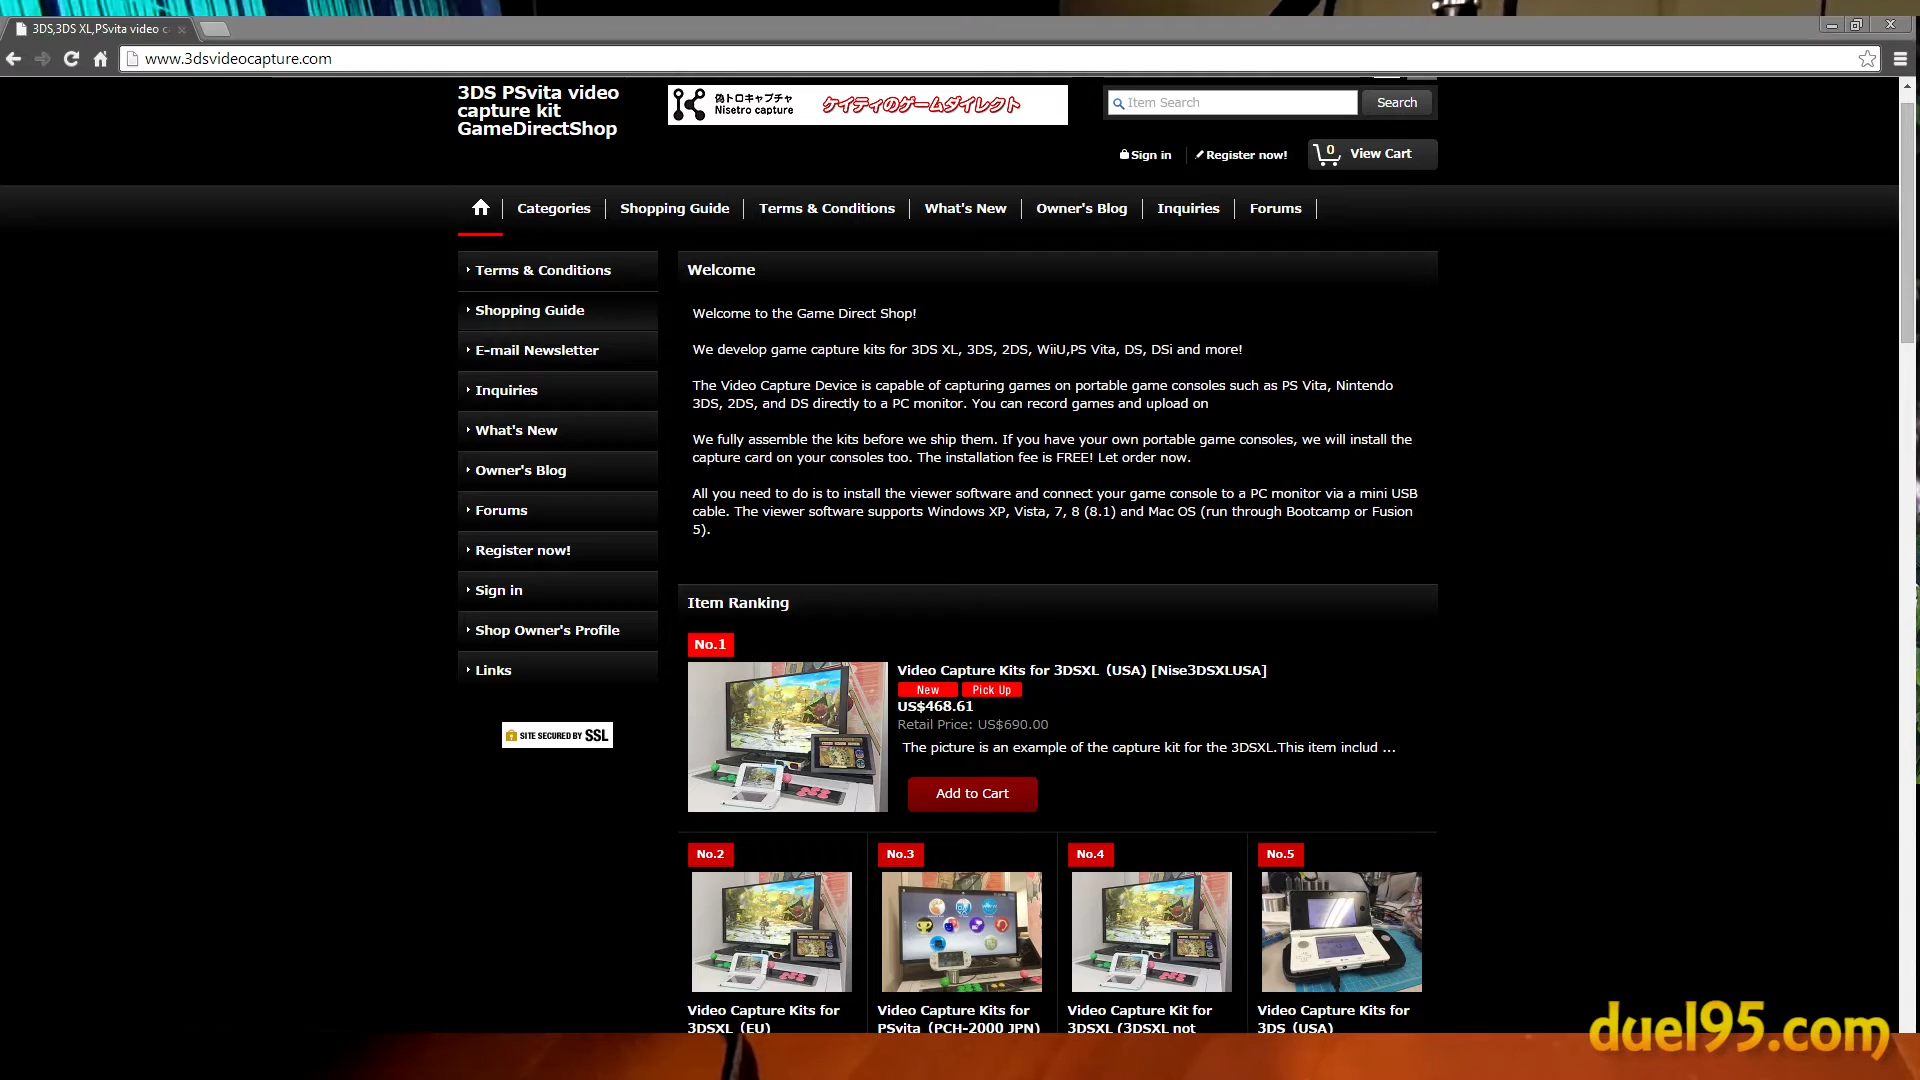 3DS,3DS XL,PSvita video c
www.3dsvideocapture.com
3DS PSvita video
capture kit
GameDirectShop
偽トロキャプチャ
Nisetro capture
ケイティのゲームダイレクト
Item Search
Search
Sign in
Register now!
0
View Cart
Categories
Shopping Guide
Terms & Conditions
What's New
Owner's Blog
Inquiries
Forums
Terms & Conditions
Shopping Guide
E-mail Newsletter
Inquiries
What's New
Owner's Blog
Forums
Register now!
Sign in
Shop Owner's Profile
Links
SITE SECURED BY SSL
Welcome
Welcome to the Game Direct Shop!
We develop game capture kits for 3DS XL, 3DS, 2DS, WiiU,PS Vita, DS, DSi and more!
The Video Capture Device is capable of capturing games on portable game consoles such as PS Vita, Nintendo
3DS, 2DS, and DS directly to a PC monitor. You can record games and upload on
We fully assemble the kits before we ship them. If you have your own portable game consoles, we will install the
capture card on your consoles too. The installation fee is FREE! Let order now.
All you need to do is to install the viewer software and connect your game console to a PC monitor via a mini USB
cable. The viewer software supports Windows XP, Vista, 7, 8 (8.1) and Mac OS (run through Bootcamp or Fusion
5).
Item Ranking
No.1
Video Capture Kits for 3DSXL（USA) [Nise3DSXLUSA]
New
Pick Up
US$468.61
Retail Price: US$690.00
The picture is an example of the capture kit for the 3DSXL.This item includ ...
Add to Cart
No.2
Video Capture Kits for
3DSXL（EU)
No.3
Video Capture Kits for
PSvita（PCH-2000 JPN)
No.4
Video Capture Kit for
3DSXL (3DSXL not
No.5
Video Capture Kits for
3DS（USA)
duel95.com